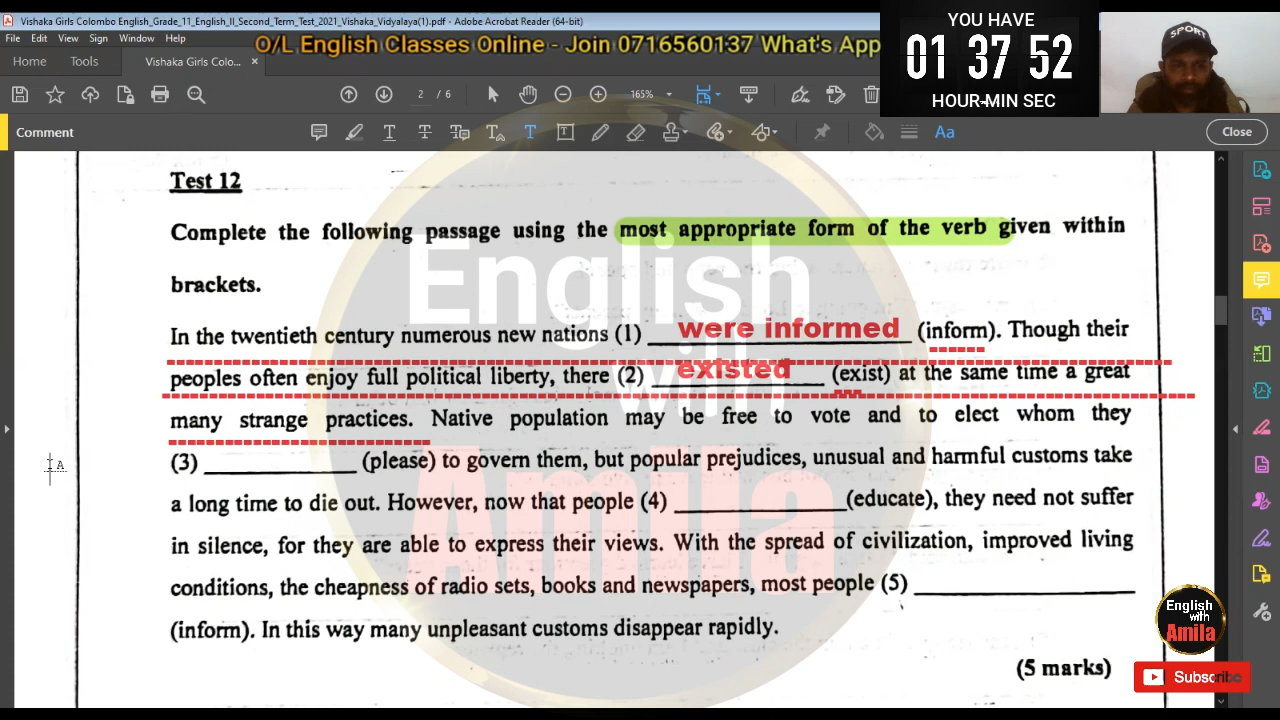 Vishaka Girls Colombo English_Grade_11_English_II_Second_Term_Test_2021_Vishaka_Vidyalaya(1).pdf - Adobe Acrobat Reader (64-bit)
File Edit View Sign Window Help
O/L English Classes Online - Join 0716560137 What's App
YOU HAVE
01 37 52
HOUR MIN SEC
SPORT
Home Tools Vishaka Girls Colo... ×
2 / 6 165%
Comment
Aa
Close
Test 12
Complete the following passage using the most appropriate form of the verb given within
brackets.
In the twentieth century numerous new nations (1) were informed (inform). Though their
peoples often enjoy full political liberty, there (2) existed (exist) at the same time a great
many strange practices. Native population may be free to vote and to elect whom they
(3) ______________ (please) to govern them, but popular prejudices, unusual and harmful customs take
a long time to die out. However, now that people (4) ________________ (educate), they need not suffer
in silence, for they are able to express their views. With the spread of civilization, improved living
conditions, the cheapness of radio sets, books and newspapers, most people (5) ____________________
(inform). In this way many unpleasant customs disappear rapidly.
(5 marks)
English
with
Amila
English
with
Amila
Subscribe